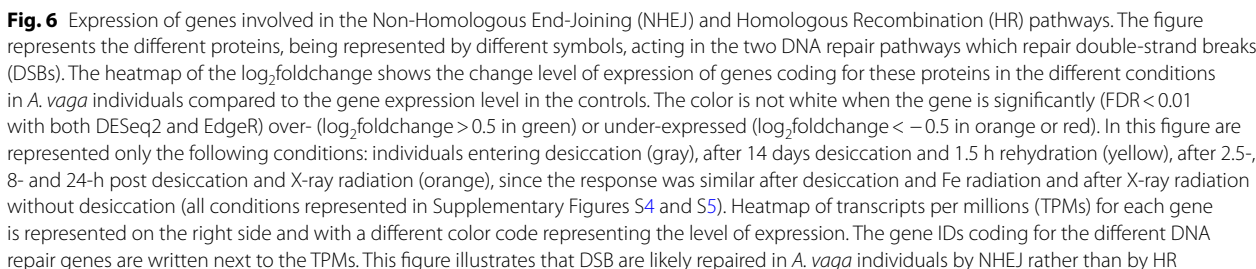 Fig. 6 Expression of genes involved in the Non-Homologous End-Joining (NHEJ) and Homologous Recombination (HR) pathways. The figure
represents the different proteins, being represented by different symbols, acting in the two DNA repair pathways which repair double-strand breaks
(DSBs). The heatmap of the log2foldchange shows the change level of expression of genes coding for these proteins in the different conditions
in A. vaga individuals compared to the gene expression level in the controls. The color is not white when the gene is significantly (FDR < 0.01
with both DESeq2 and EdgeR) over- (log2foldchange > 0.5 in green) or under-expressed (log2foldchange < − 0.5 in orange or red). In this figure are
represented only the following conditions: individuals entering desiccation (gray), after 14 days desiccation and 1.5 h rehydration (yellow), after 2.5-,
8- and 24-h post desiccation and X-ray radiation (orange), since the response was similar after desiccation and Fe radiation and after X-ray radiation
without desiccation (all conditions represented in Supplementary Figures S4 and S5). Heatmap of transcripts per millions (TPMs) for each gene
is represented on the right side and with a different color code representing the level of expression. The gene IDs coding for the different DNA
repair genes are written next to the TPMs. This figure illustrates that DSB are likely repaired in A. vaga individuals by NHEJ rather than by HR